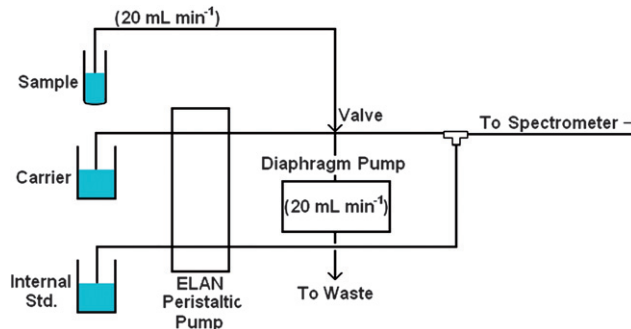 (20 mL min⁻¹)
Sample
Valve
To Spectrometer
Carrier
Diaphragm Pump
(20 mL min⁻¹)
Internal
Std.
ELAN
Peristaltic
Pump
To Waste